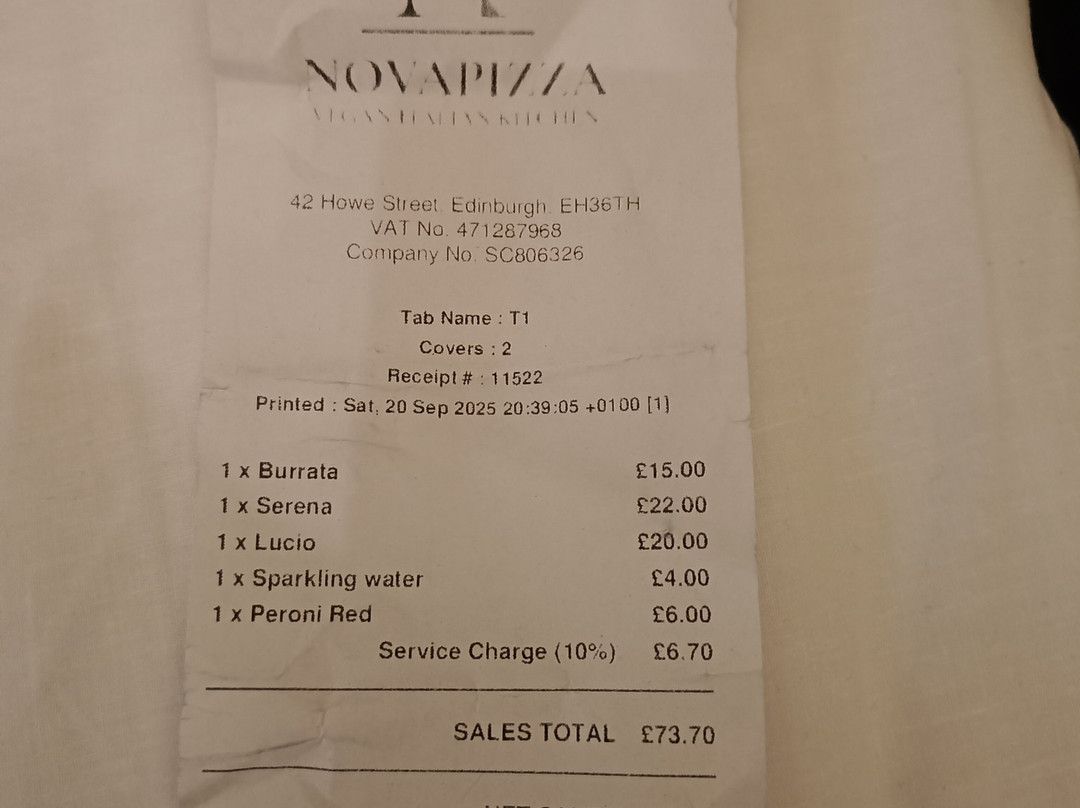 NOVAPIZZA
VEGAN ITALIAN KITCHEN
42 Howe Street, Edinburgh, EH36TH
VAT No. 471287968
Company No. SC806326
Tab Name : T1
Covers : 2
Receipt # : 11522
Printed : Sat, 20 Sep 2025 20:39:05 +0100 [1]
1 x Burrata £15.00
1 x Serena £22.00
1 x Lucio £20.00
1 x Sparkling water £4.00
1 x Peroni Red £6.00
Service Charge (10%) £6.70
SALES TOTAL £73.70